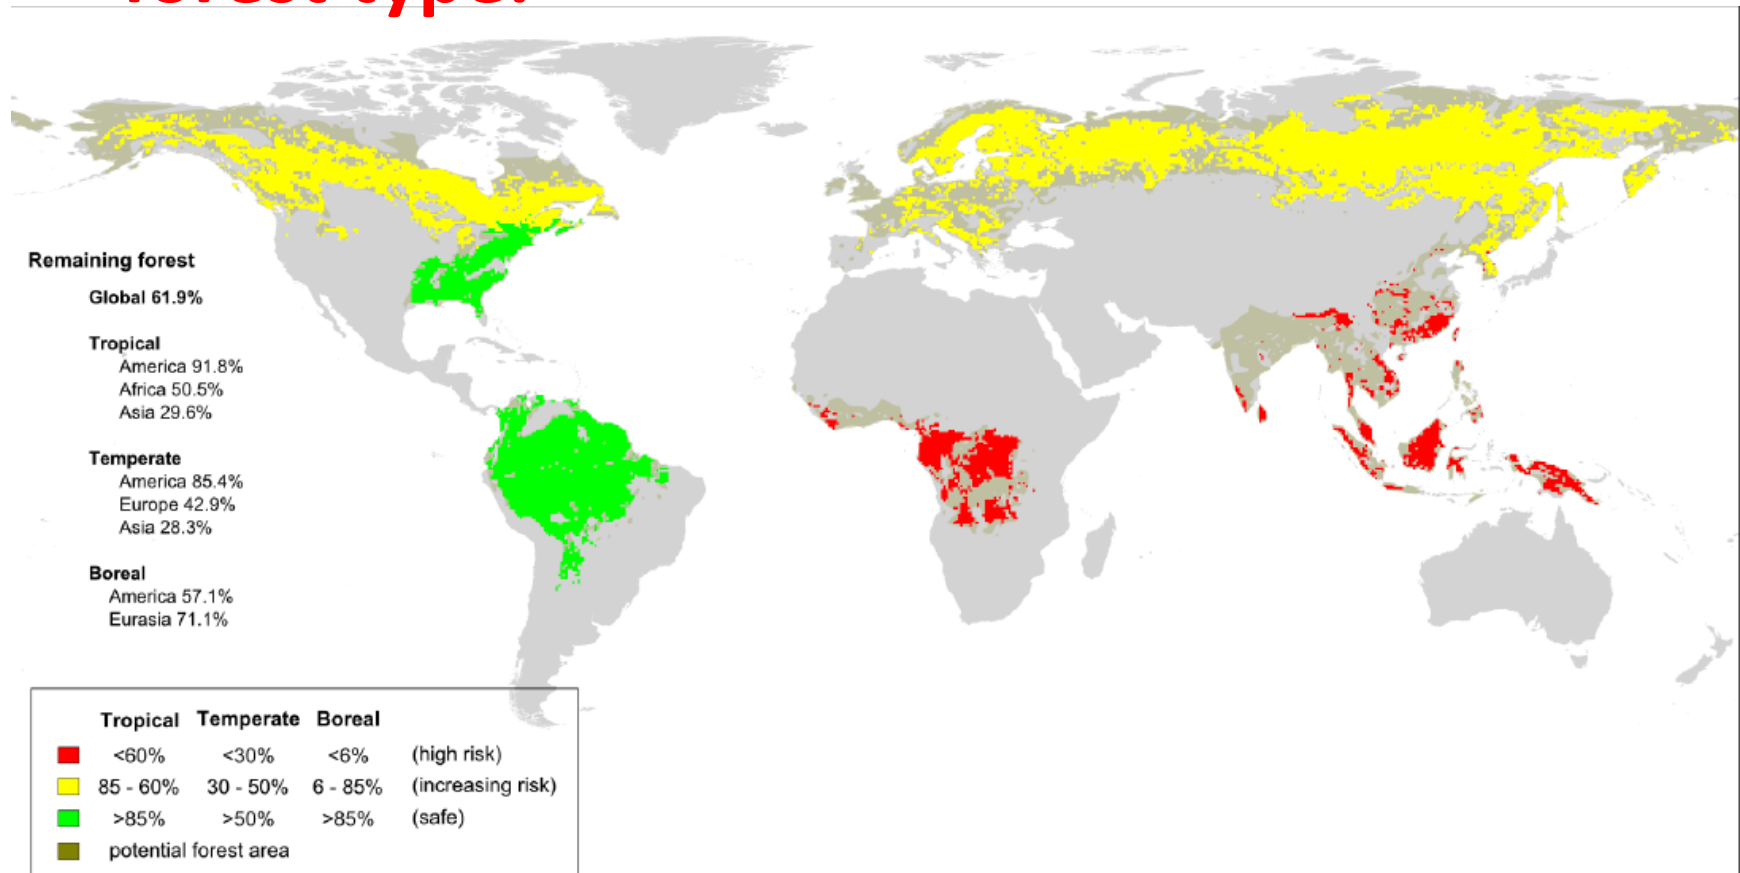 forest type.
Remaining forest
Global 61.9%
Tropical
America 91.8%
Africa 50.5%
Asia 29.6%
Temperate
America 85.4%
Europe 42.9%
Asia 28.3%
Boreal
America 57.1%
Eurasia 71.1%
Tropical Temperate Boreal
<60% <30% <6% (high risk)
85 - 60% 30 - 50% 6 - 85% (increasing risk)
>85% >50% >85% (safe)
potential forest area